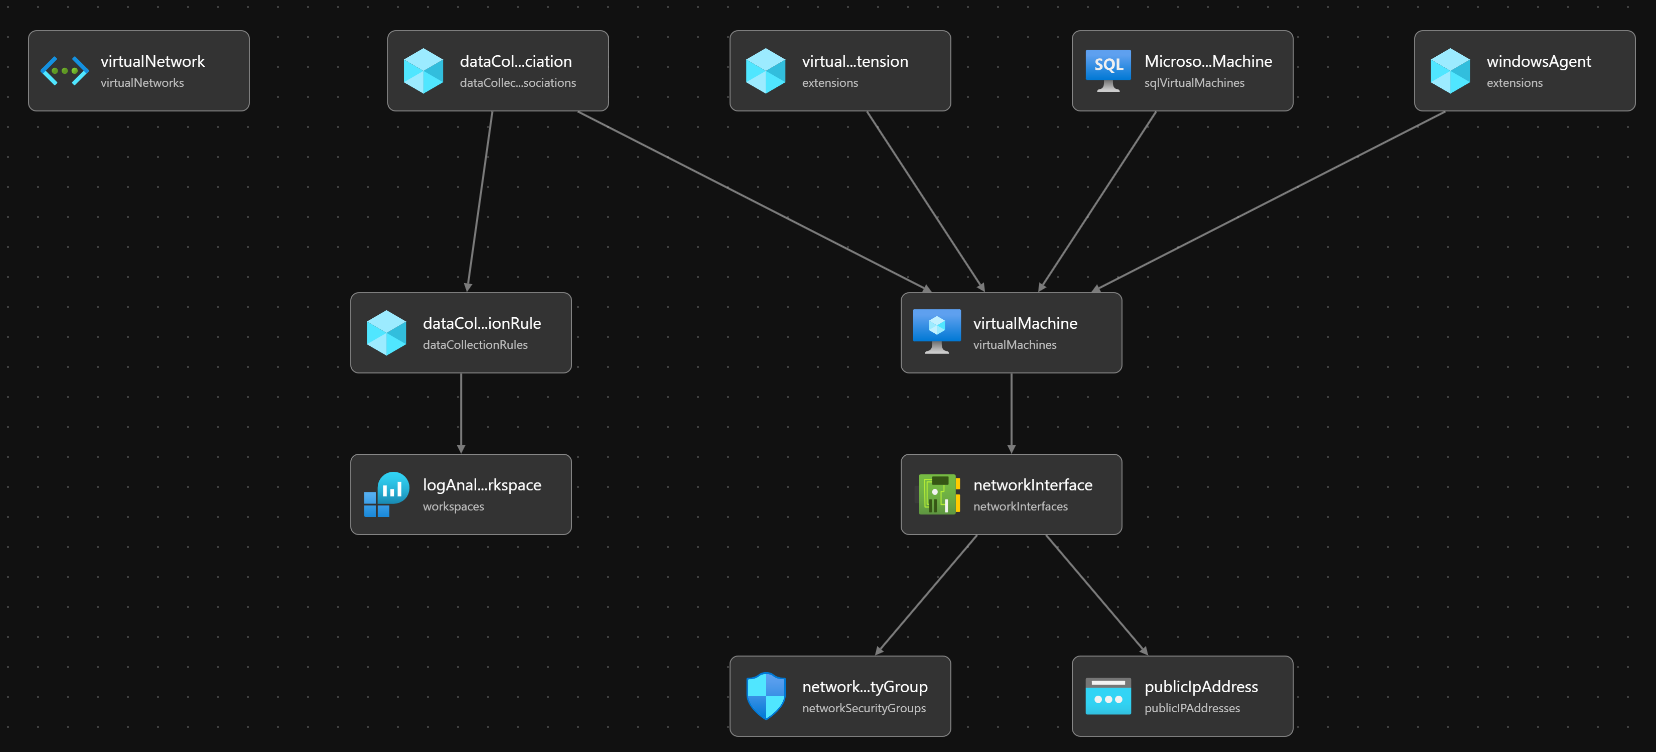 virtualNetwork
virtualNetworks
dataCol...ciation
dataCollec...sociations
virtual...tension
extensions
SQL
Microso...Machine
sqlVirtualMachines
windowsAgent
extensions
dataCol...ionRule
dataCollectionRules
virtualMachine
virtualMachines
logAnal...rkspace
workspaces
networkInterface
networkInterfaces
network...tyGroup
networkSecurityGroups
publicIpAddress
publicIPAddresses